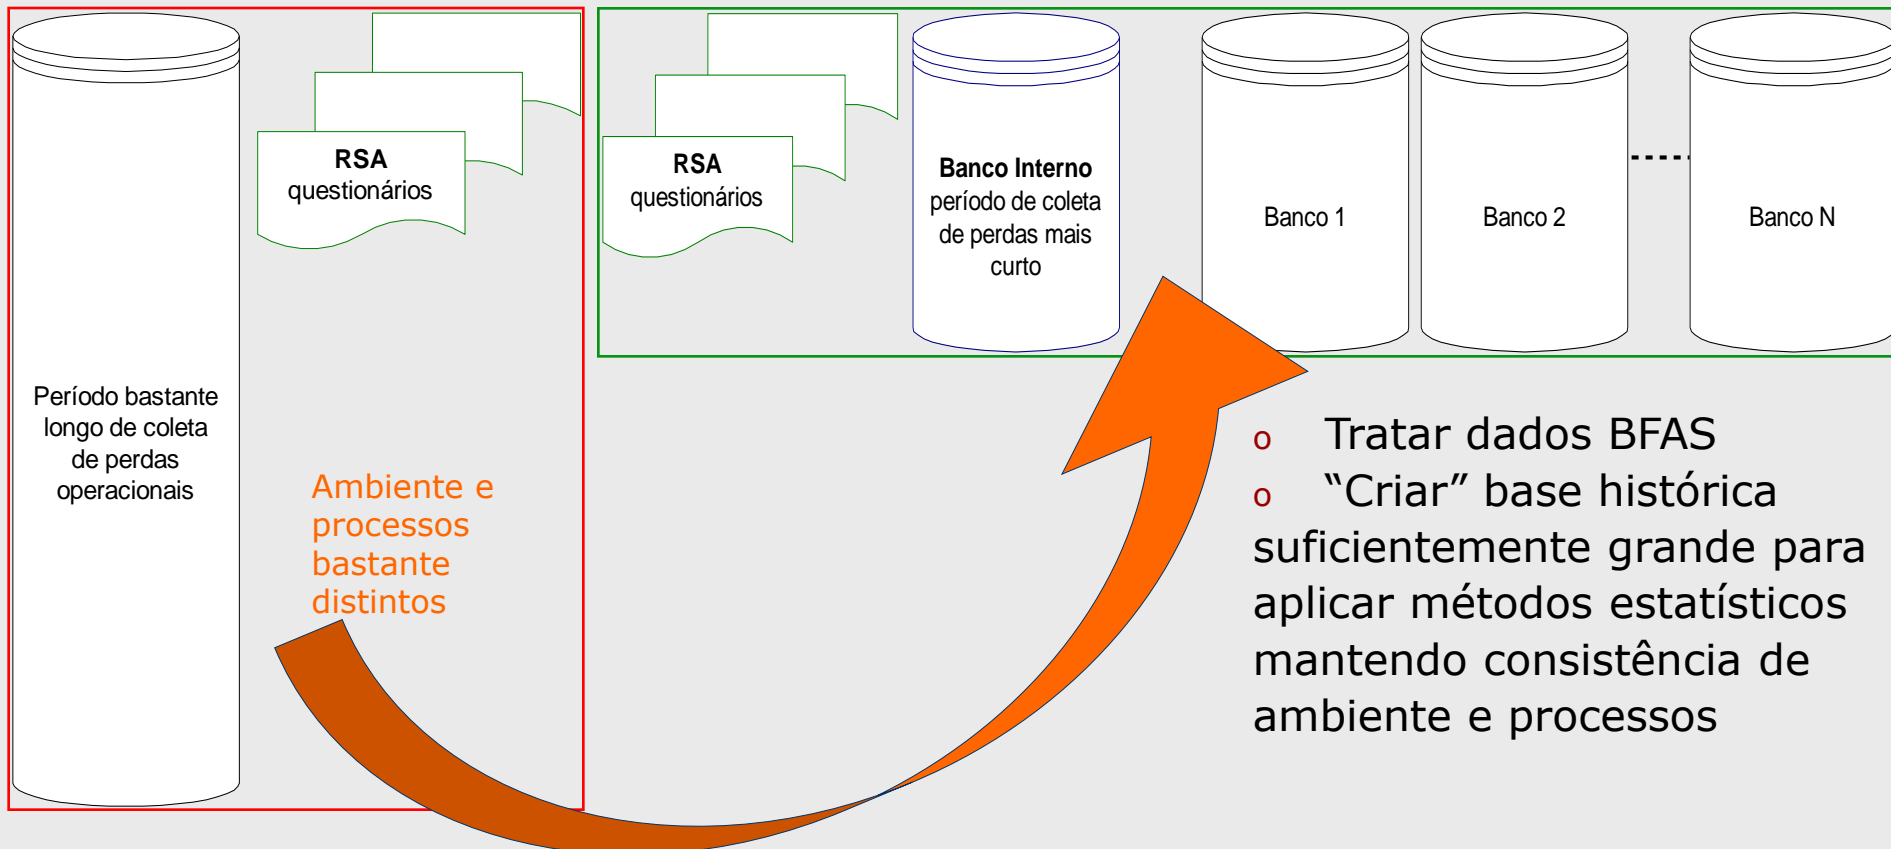 Período bastante
longo de coleta
de perdas
operacionais
RSA
questionários
Ambiente e
processos
bastante
distintos
RSA
questionários
Banco Interno
período de coleta
de perdas mais
curto
Banco 1
Banco 2
Banco N
o Tratar dados BFAS
o “Criar” base histórica
suficientemente grande para
aplicar métodos estatísticos
mantendo consistência de
ambiente e processos